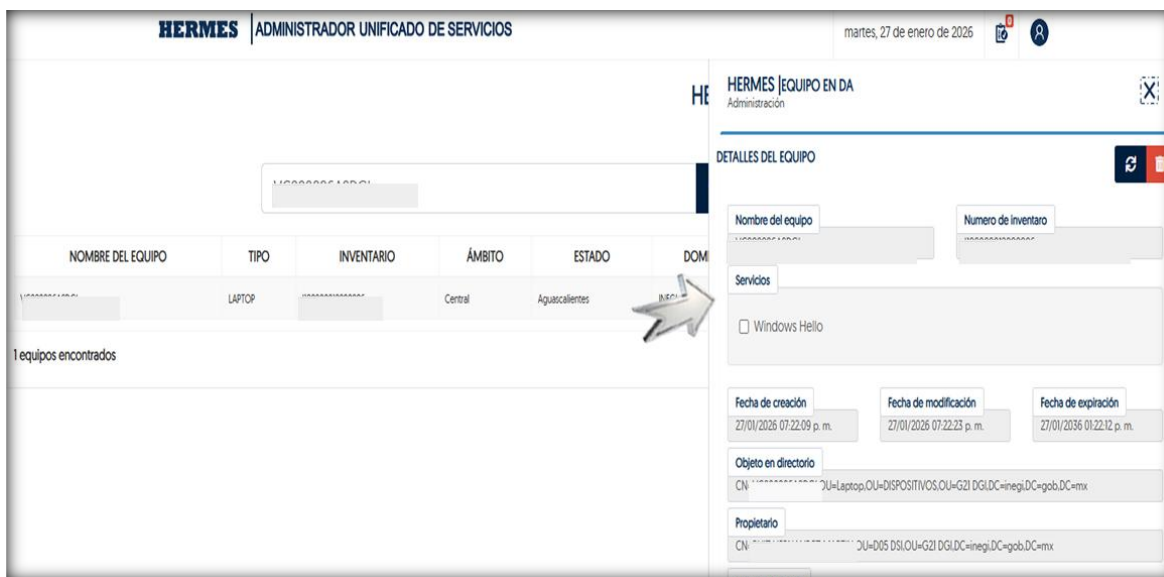 HERMES | ADMINISTRADOR UNIFICADO DE SERVICIOS
martes, 27 de enero de 2026
0
HE
HERMES | EQUIPO EN DA
Administración
DETALLES DEL EQUIPO
Nombre del equipo
Numero de inventaro
NOMBRE DEL EQUIPO TIPO INVENTARIO ÁMBITO ESTADO DOMI
LAPTOP Central Aguascalientes
1 equipos encontrados
Servicios
Windows Hello
Fecha de creación
Fecha de modificación
Fecha de expiración
27/01/2026 07:22:09 p. m.
27/01/2026 07:22:23 p. m.
27/01/2036 01:22:12 p. m.
Objeto en directorio
CN= OU=Laptop,OU=DISPOSITIVOS,OU=G21 DGI,DC=inegi,DC=gob,DC=mx
Propietario
CN= OU=D05 DSI,OU=G21 DGI,DC=inegi,DC=gob,DC=mx